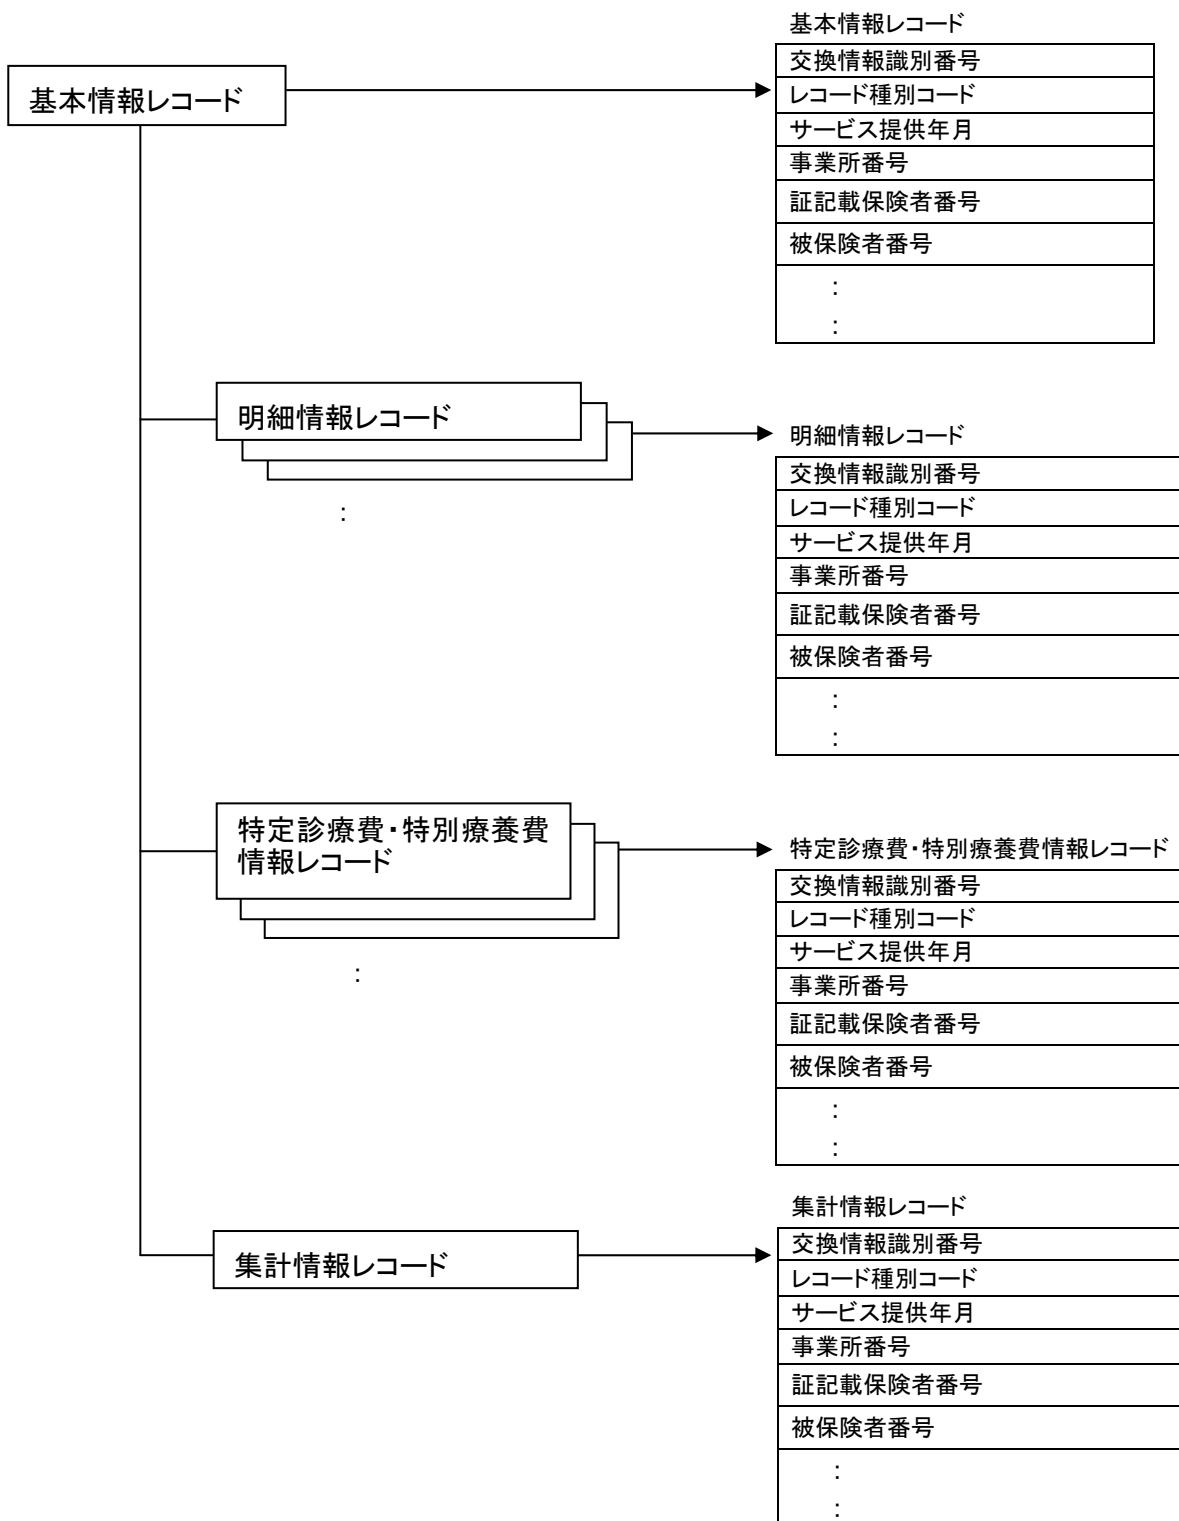 基本情報レコード
基本情報レコード
交換情報識別番号
レコード種別コード
サービス提供年月
事業所番号
証記載保険者番号
被保険者番号
:
:
明細情報レコード
:
明細情報レコード
交換情報識別番号
レコード種別コード
サービス提供年月
事業所番号
証記載保険者番号
被保険者番号
:
:
特定診療費・特別療養費
情報レコード
:
特定診療費・特別療養費情報レコード
交換情報識別番号
レコード種別コード
サービス提供年月
事業所番号
証記載保険者番号
被保険者番号
:
:
集計情報レコード
集計情報レコード
交換情報識別番号
レコード種別コード
サービス提供年月
事業所番号
証記載保険者番号
被保険者番号
:
: